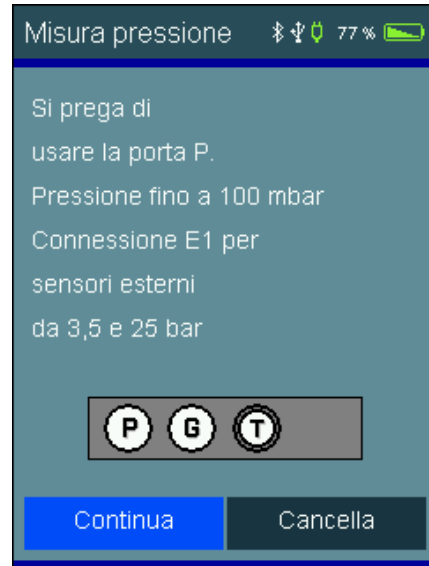 Misura pressione 77 %
Si prega di
usare la porta P.
Pressione fino a 100 mbar
Connessione E1 per
sensori esterni
da 3,5 e 25 bar
P G T
Continua Cancella